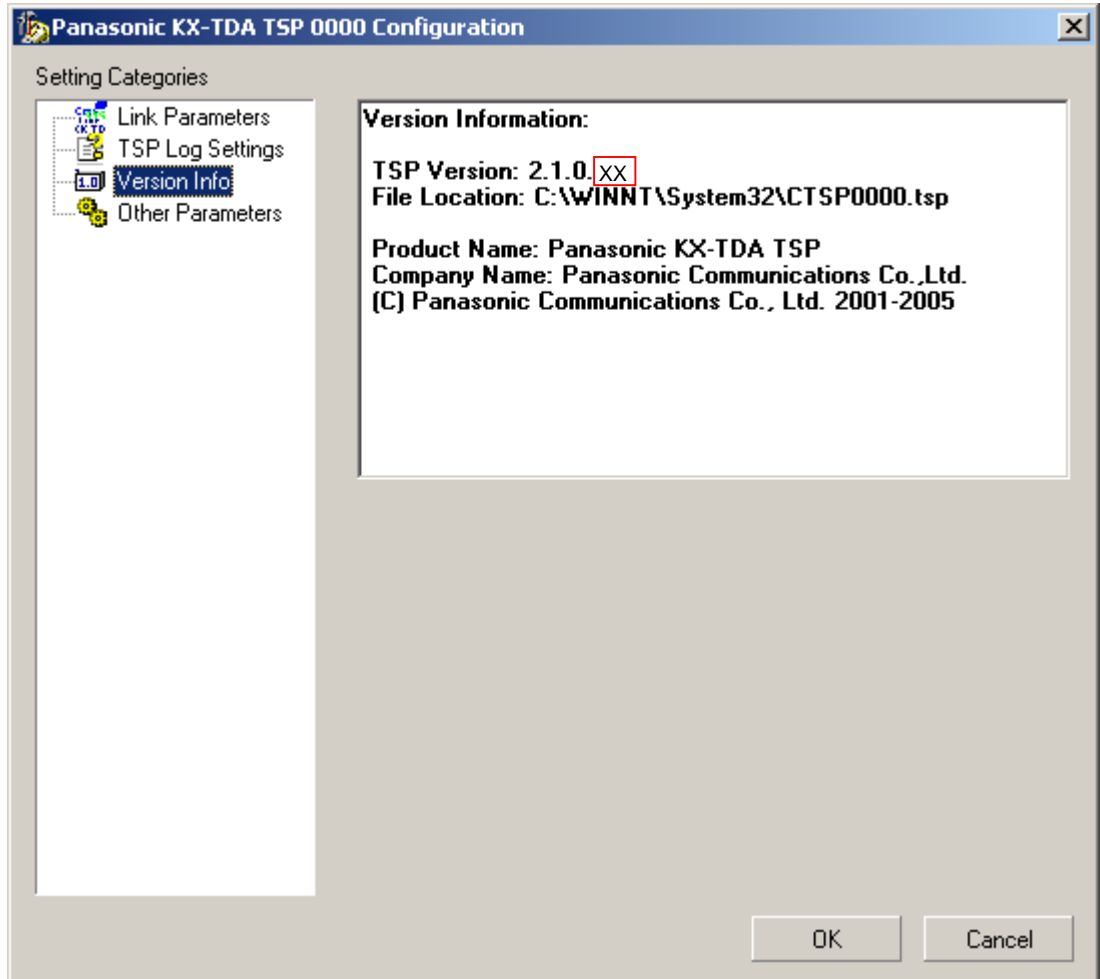 Panasonic KX-TDA TSP 0000 Configuration
Setting Categories
Link Parameters
TSP Log Settings
Version Info
Other Parameters
Version Information:
TSP Version: 2.1.0.XX
File Location: C:\WINNT\System32\CTSP0000.tsp
Product Name: Panasonic KX-TDA TSP
Company Name: Panasonic Communications Co.,Ltd.
(C) Panasonic Communications Co., Ltd. 2001-2005
OK
Cancel